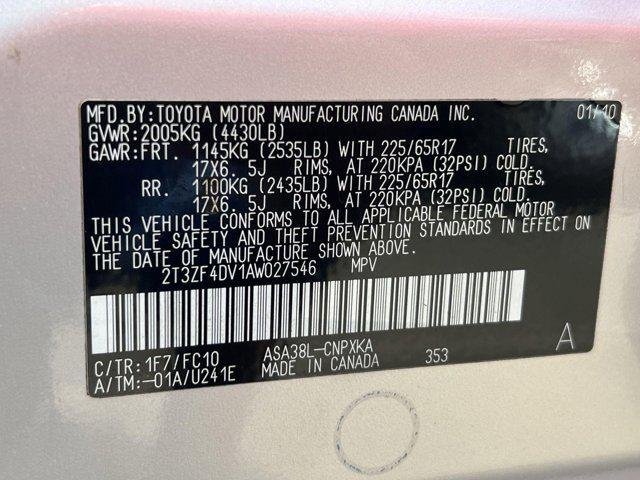 MFD.BY:TOYOTA MOTOR MANUFACTURING CANADA INC. 01/10
GVWR:2005KG (4430LB)
GAWR:FRT. 1145KG (2535LB) WITH 225/65R17 TIRES,
17X6. 5J RIMS, AT 220KPA (32PSI) COLD.
RR. 1100KG (2435LB) WITH 225/65R17 TIRES,
17X6. 5J RIMS, AT 220KPA (32PSI) COLD.
THIS VEHICLE CONFORMS TO ALL APPLICABLE FEDERAL MOTOR
VEHICLE SAFETY AND THEFT PREVENTION STANDARDS IN EFFECT ON
THE DATE OF MANUFACTURE SHOWN ABOVE.
2T3ZF4DV1AW027546 MPV
C/TR:1F7/FC10 ASA38L-CNPXKA A
A/TM:-01A/U241E MADE IN CANADA 353